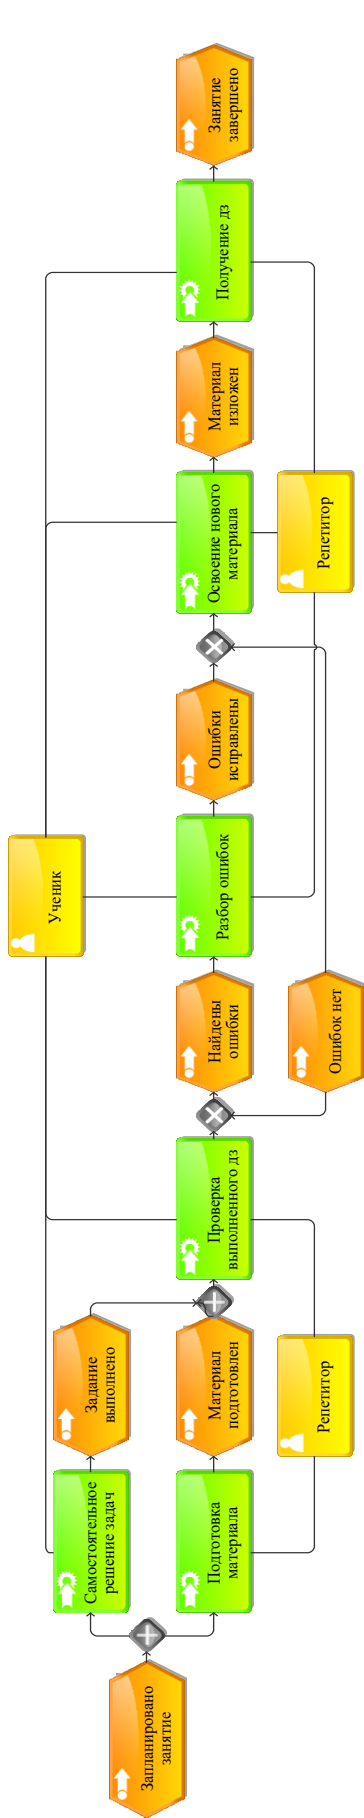 Запланировано
занятие
Самостоятельное
решение задач
Задание
выполнено
Подготовка
материала
Материал
подготовлен
Репетитор
Проверка
выполненного дз
Найдены
ошибки
Ошибок нет
Ученик
Разбор ошибок
Ошибки
исправлены
Освоение нового
материала
Репетитор
Материал
изложен
Получение дз
Занятие
завершено